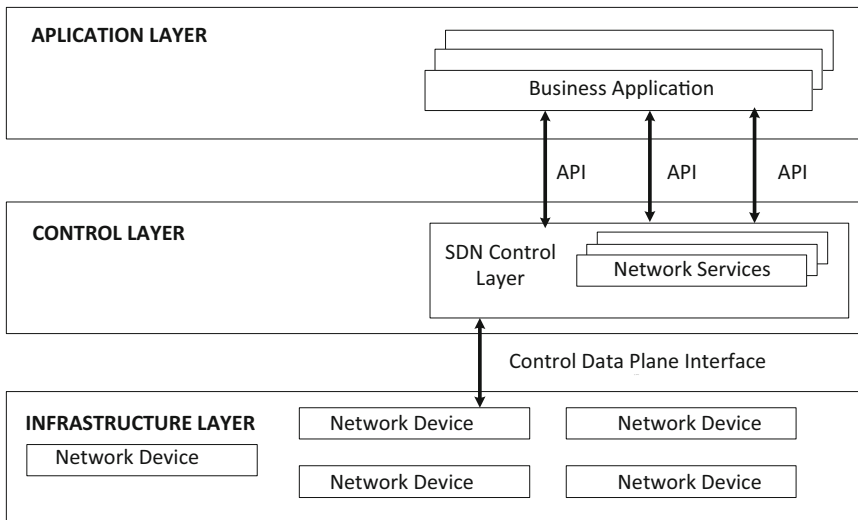 APLICATION LAYER
Business Application
API
API
API
CONTROL LAYER
SDN Control
Layer
Network Services
Control Data Plane Interface
INFRASTRUCTURE LAYER
Network Device
Network Device
Network Device
Network Device
Network Device